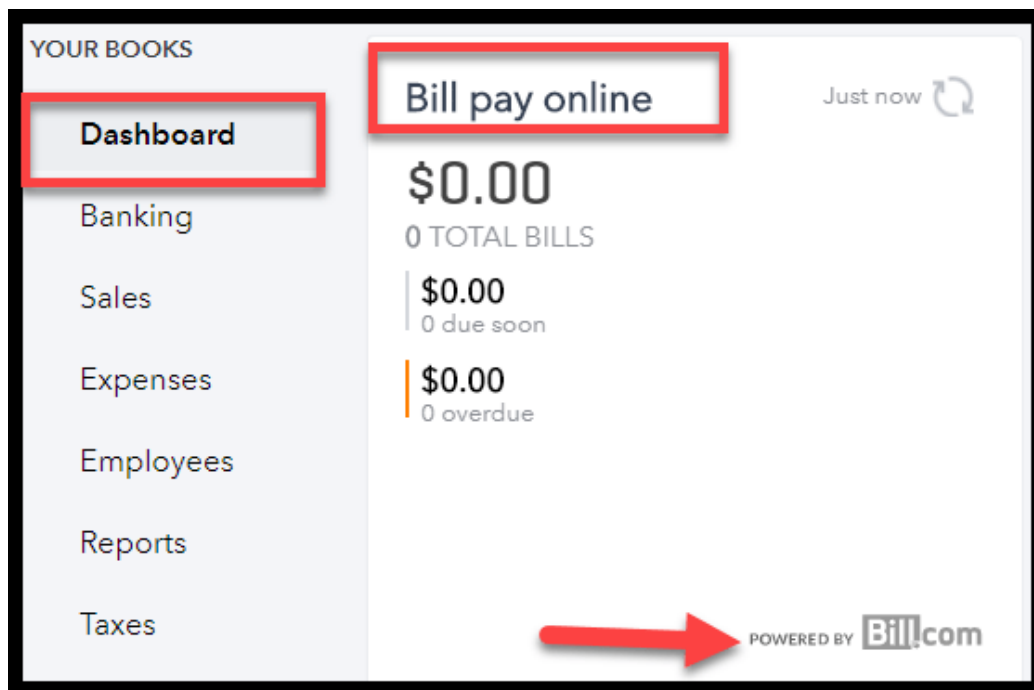 YOUR BOOKS
Dashboard
Banking
Sales
Expenses
Employees
Reports
Taxes
Bill pay online
Just now
$0.00
0 TOTAL BILLS
$0.00
0 due soon
$0.00
0 overdue
POWERED BY Bill.com